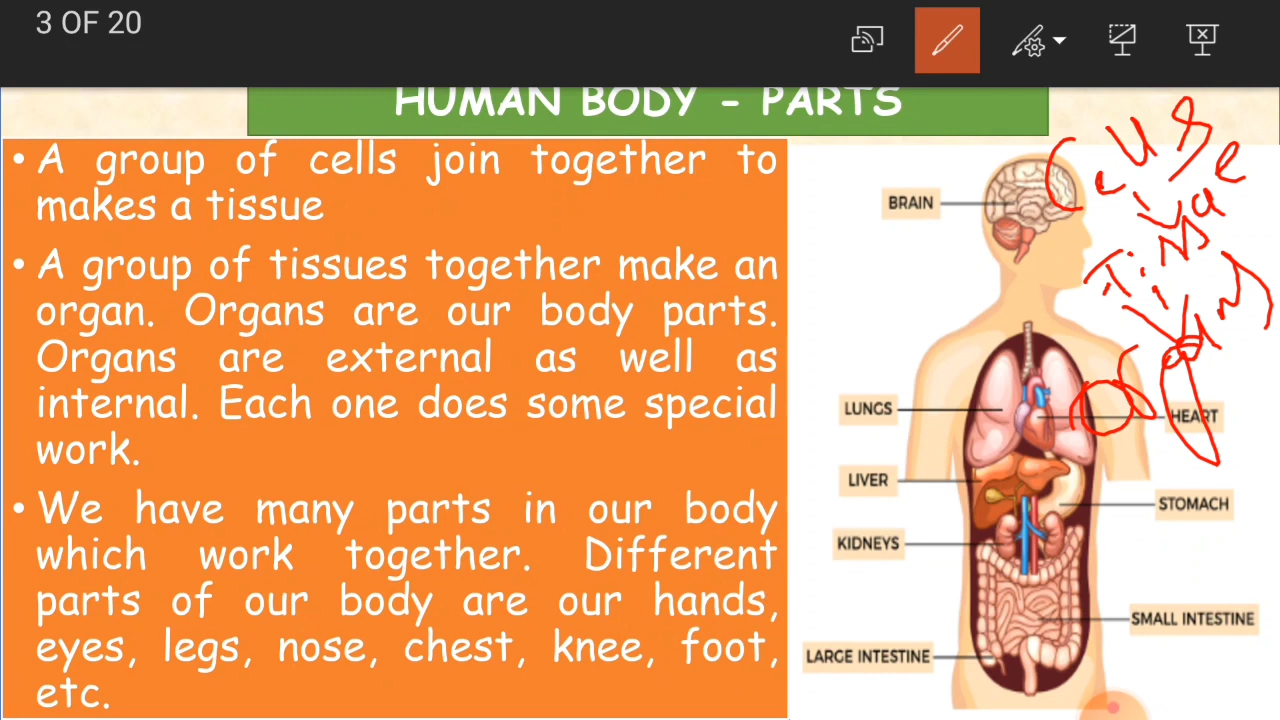 3 OF 20
HUMAN BODY - PARTS
• A group of cells join together to
makes a tissue
• A group of tissues together make an
organ. Organs are our body parts.
Organs are external as well as
internal. Each one does some special
work.
• We have many parts in our body
which work together. Different
parts of our body are our hands,
eyes, legs, nose, chest, knee, foot,
etc.
BRAIN
LUNGS
HEART
LIVER
STOMACH
KIDNEYS
SMALL INTESTINE
LARGE INTESTINE